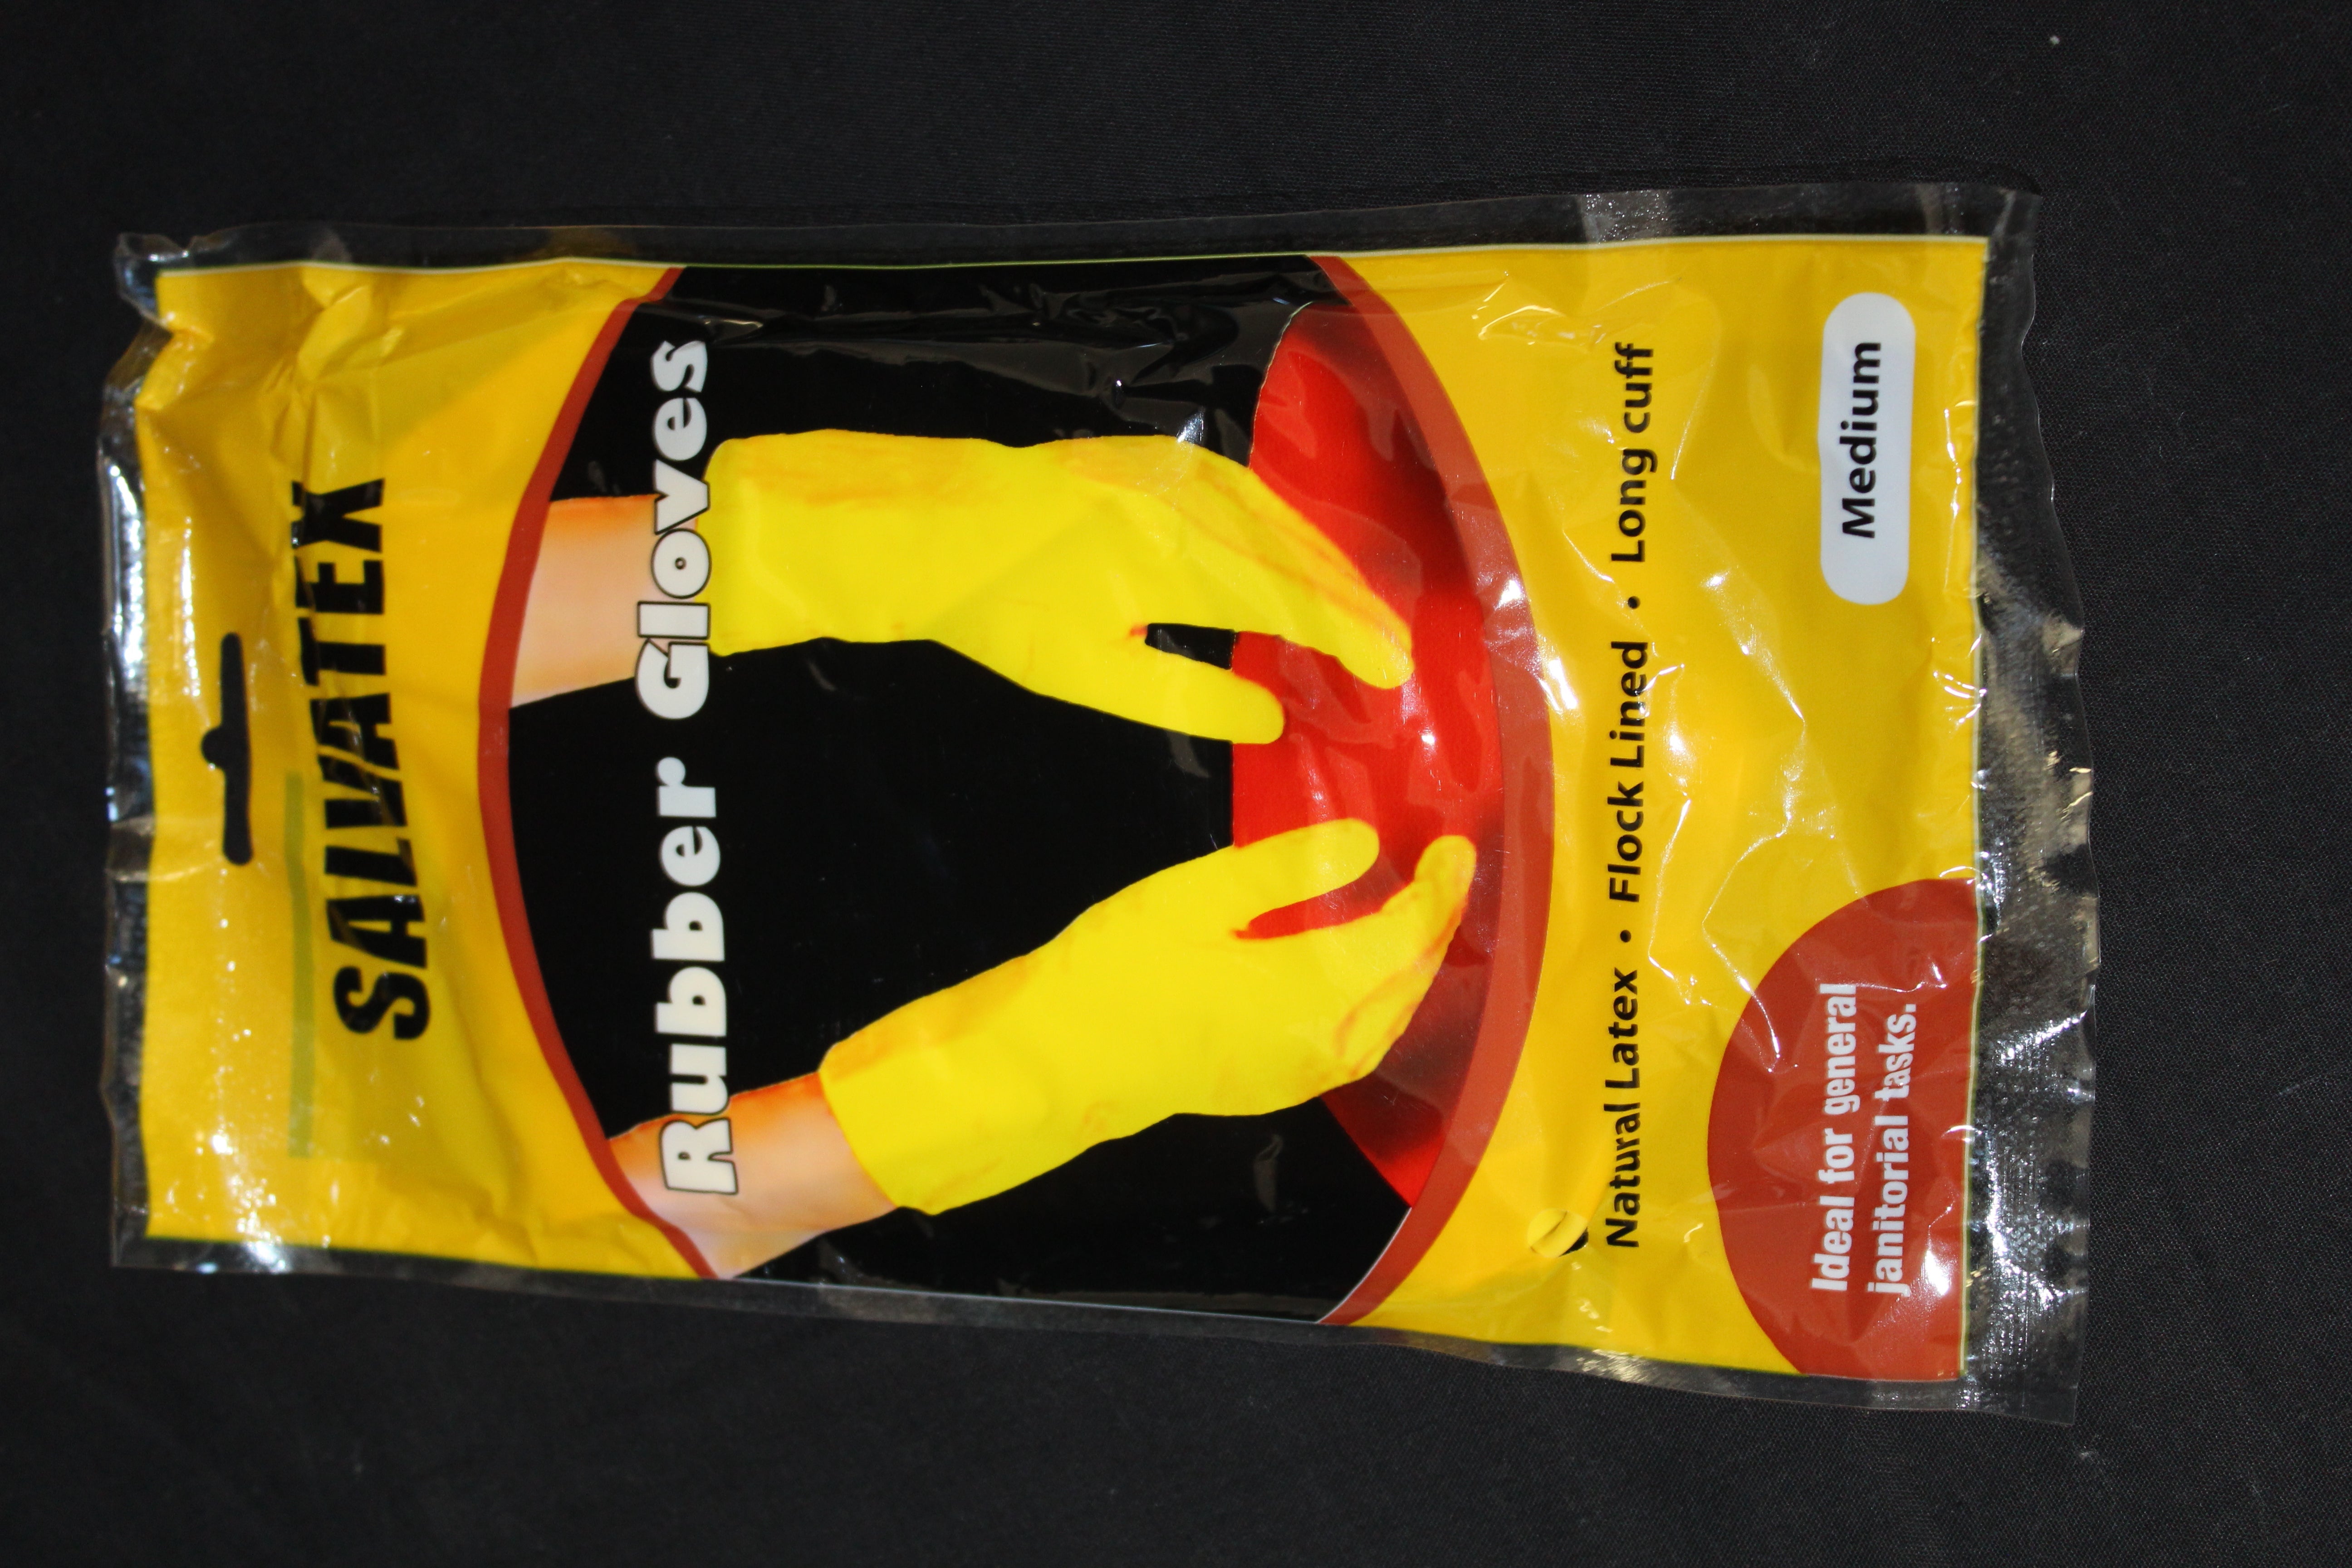 SALVATEX
Rubber Gloves
Natural Latex • Flock Lined • Long cuff
Medium
Ideal for general
janitorial tasks.